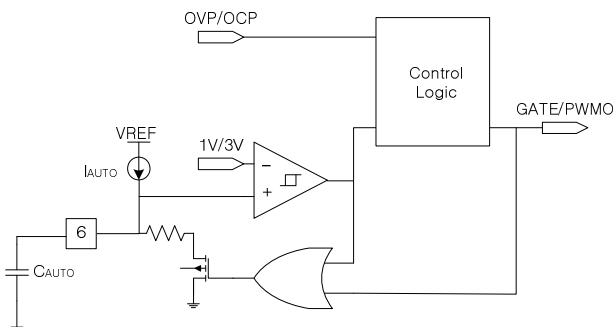 OVP/OCP
Control
Logic
GATE/PWMO
VREF
1V/3V
IAUTO
−
+
6
CAUTO